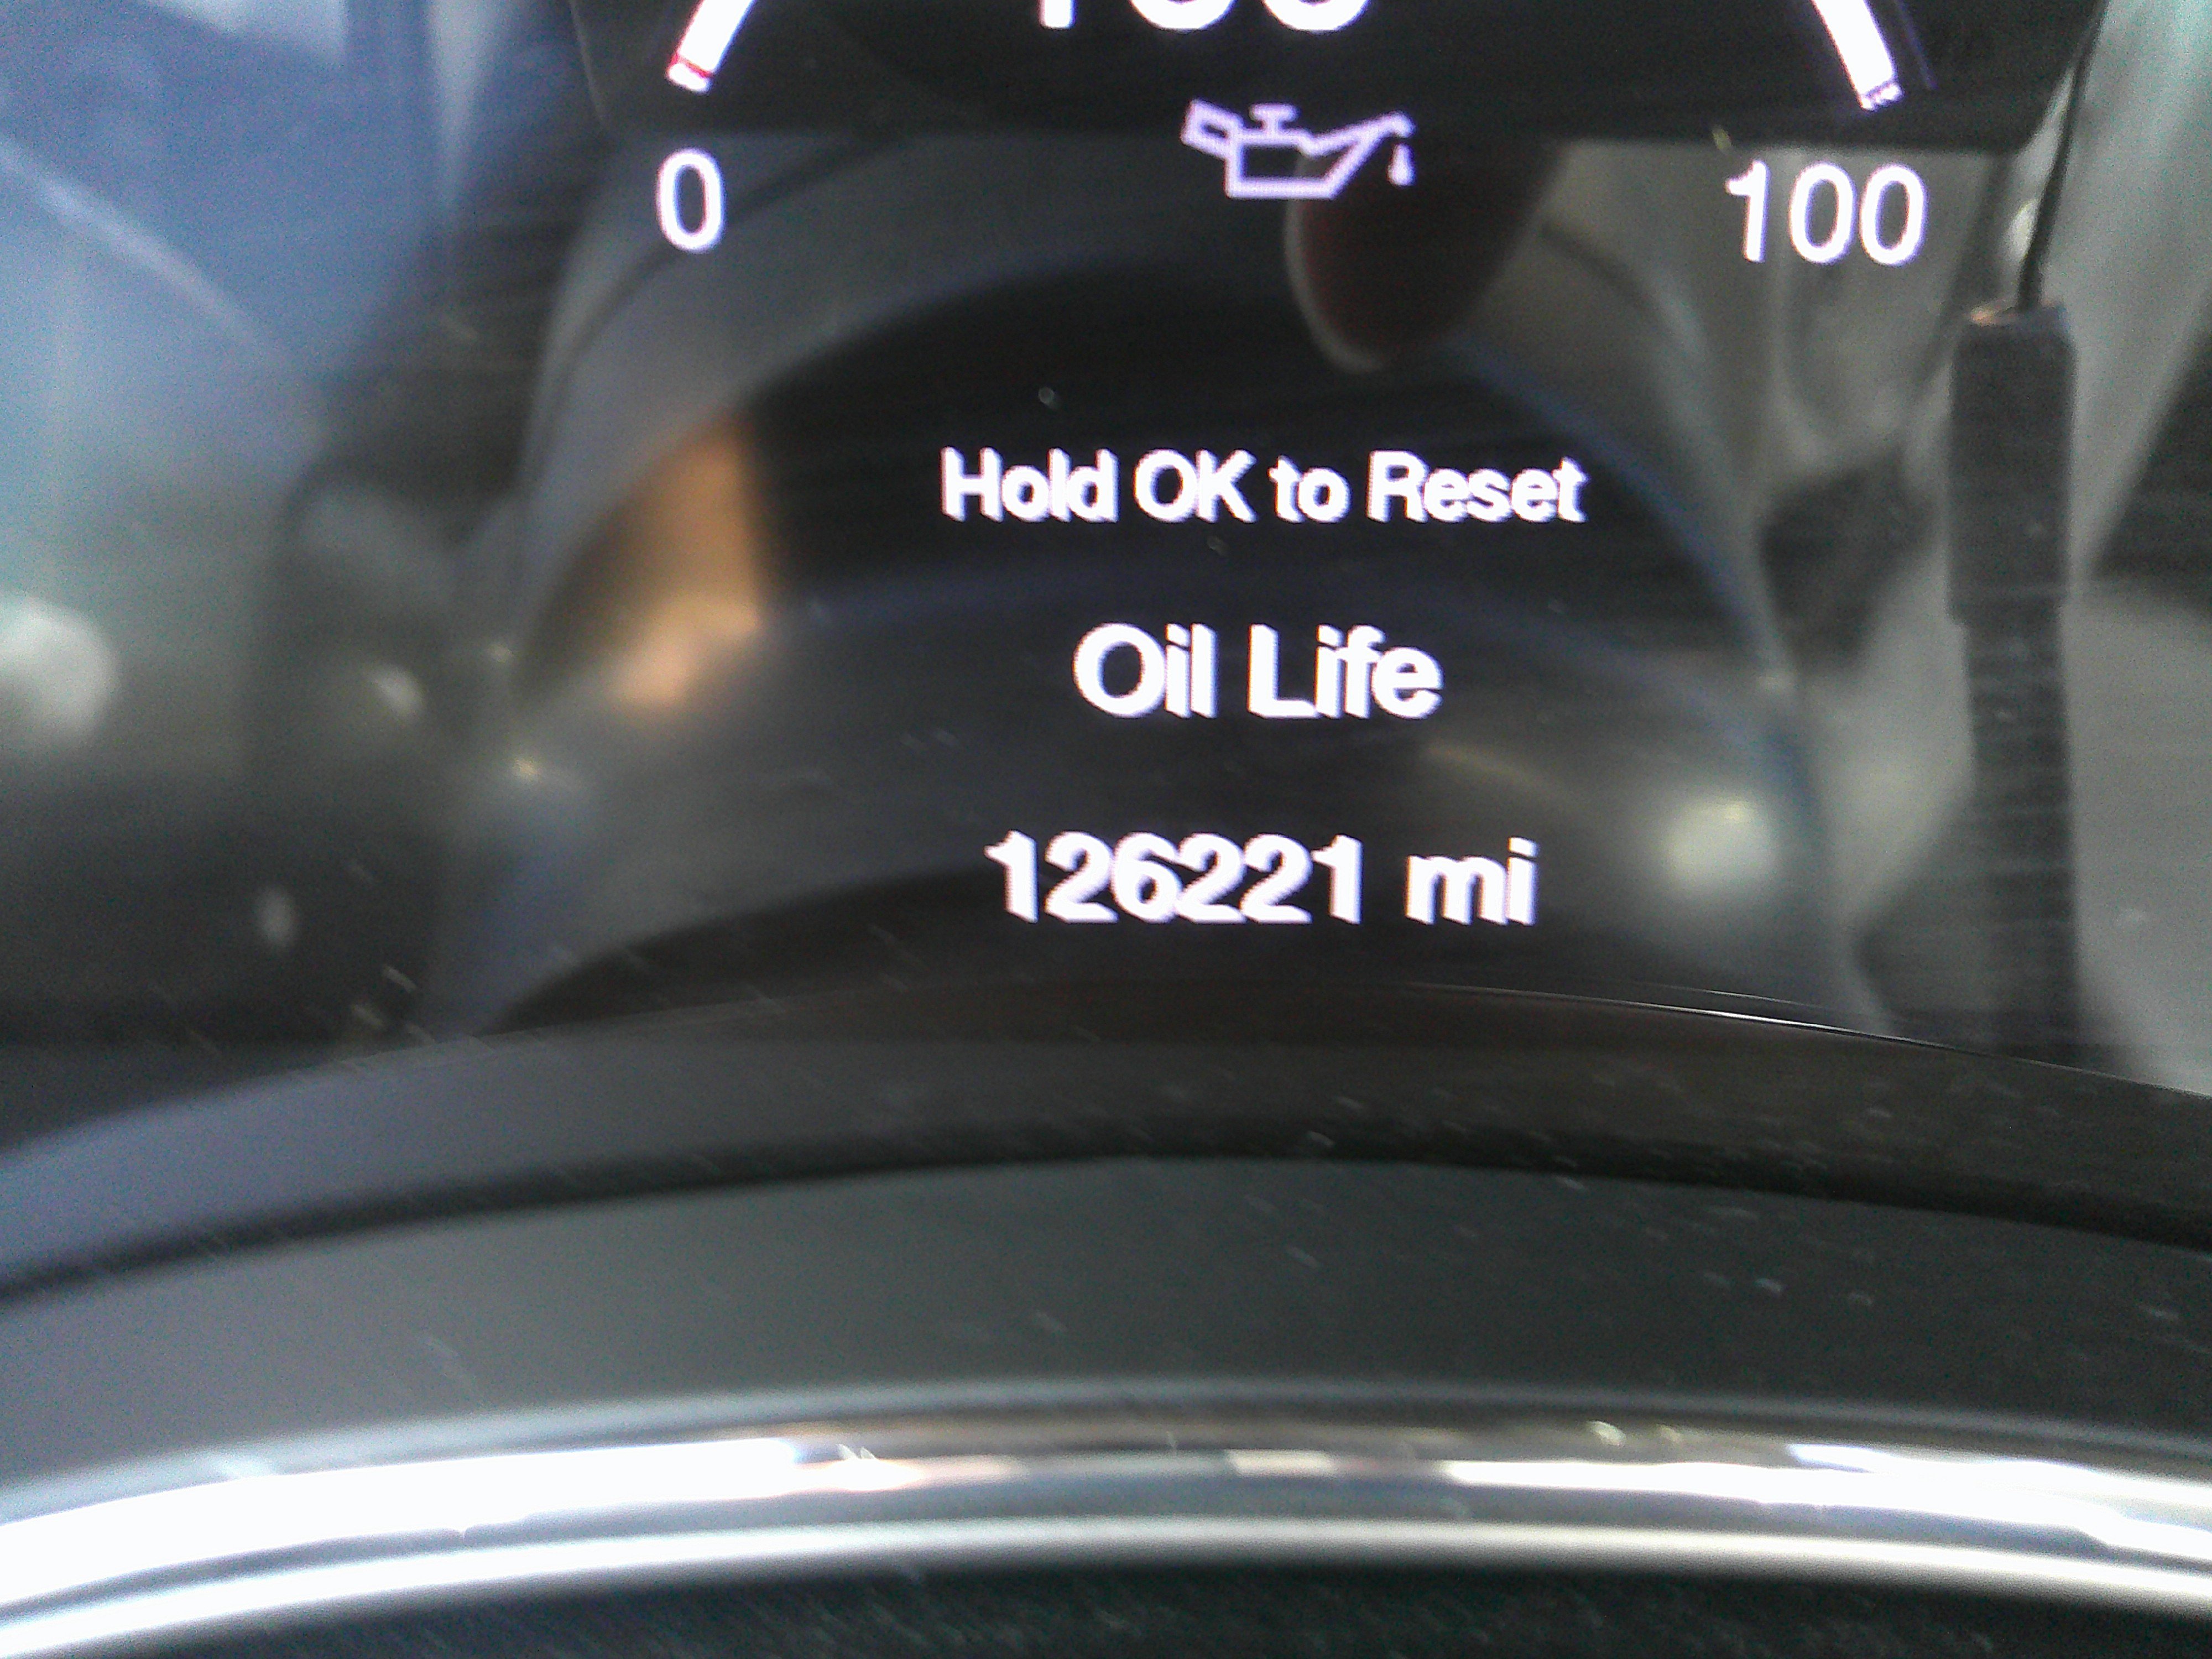 0
100
Hold OK to Reset
Oil Life
126221 mi